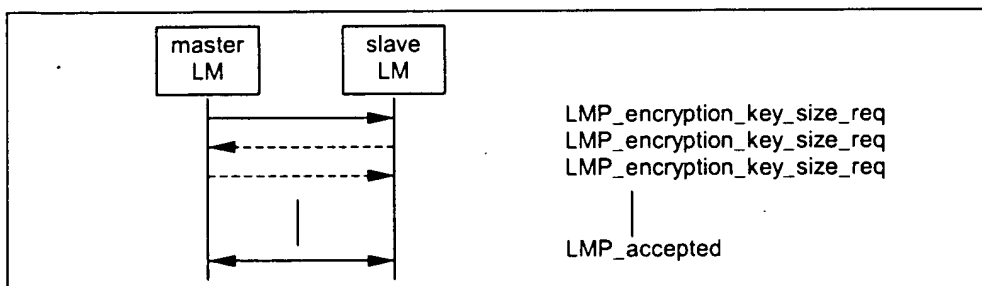 master
LM
slave
LM
LMP_encryption_key_size_req
LMP_encryption_key_size_req
LMP_encryption_key_size_req
LMP_accepted